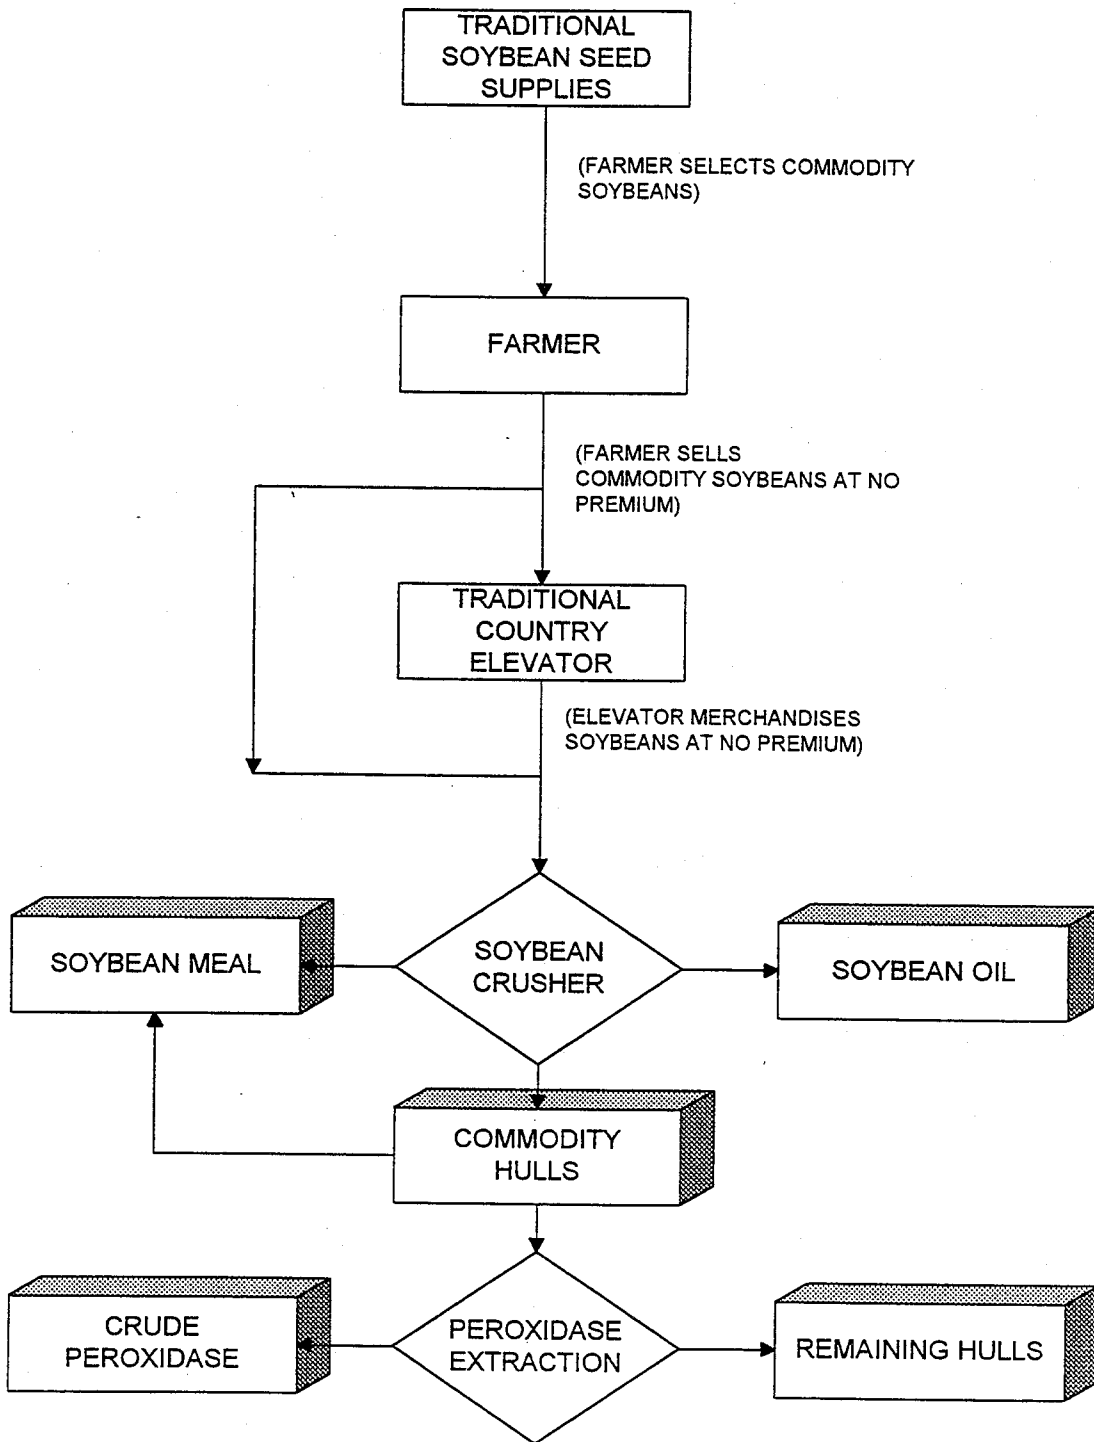 TRADITIONAL
SOYBEAN SEED
SUPPLIES
(FARMER SELECTS COMMODITY
SOYBEANS)
FARMER
(FARMER SELLS
COMMODITY SOYBEANS AT NO
PREMIUM)
TRADITIONAL
COUNTRY
ELEVATOR
(ELEVATOR MERCHANDISES
SOYBEANS AT NO PREMIUM)
SOYBEAN MEAL
SOYBEAN
CRUSHER
SOYBEAN OIL
COMMODITY
HULLS
CRUDE
PEROXIDASE
PEROXIDASE
EXTRACTION
REMAINING HULLS